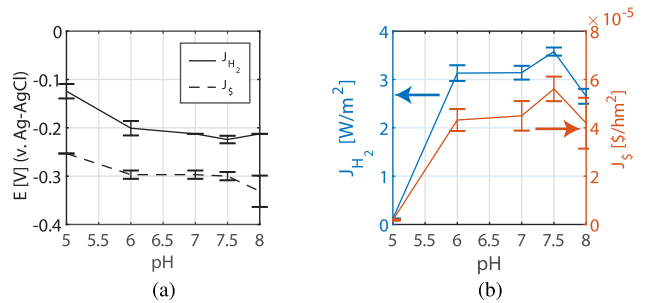 0
-0.1
-0.2
-0.3
-0.4
E [V] (v. Ag-AgCl)
J_{H_2}
J_$
5 5.5 6 6.5 7 7.5 8
pH
(a)
4
3
2
1
0
J_{H_2} [W/m^2]
× 10^{-5}
8
6
4
2
0
J_$ [$/hm^2]
5 5.5 6 6.5 7 7.5 8
pH
(b)